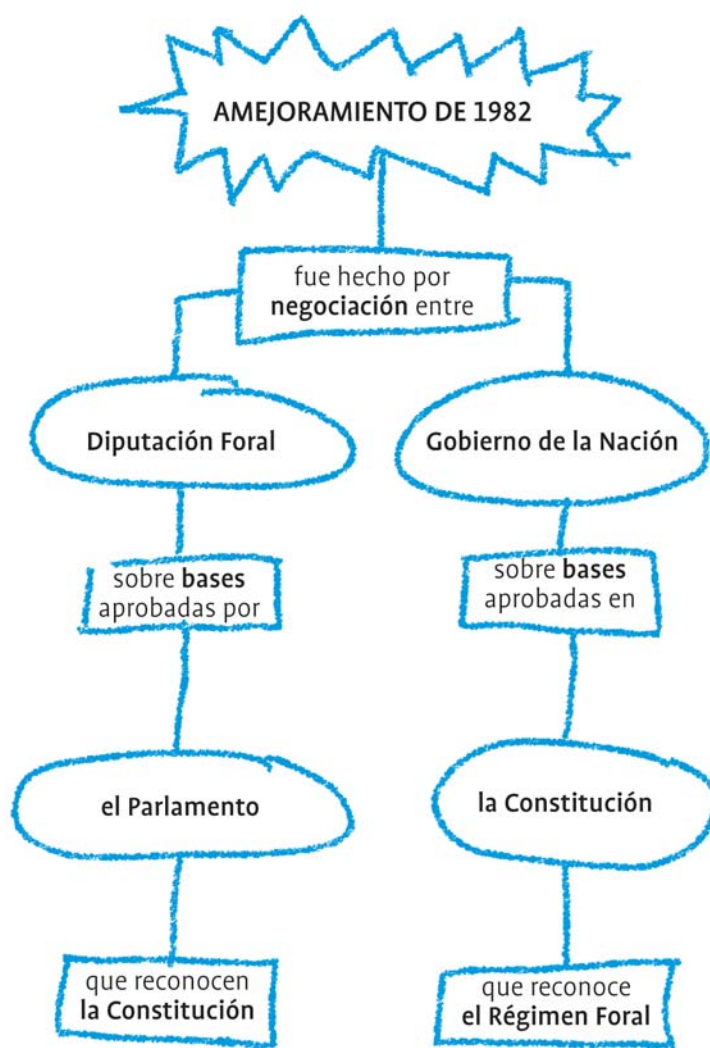 AMEJORAMIENTO DE 1982
fue hecho por
negociación entre
Diputación Foral
Gobierno de la Nación
sobre bases
aprobadas por
sobre bases
aprobadas en
el Parlamento
la Constitución
que reconocen
la Constitución
que reconoce
el Régimen Foral